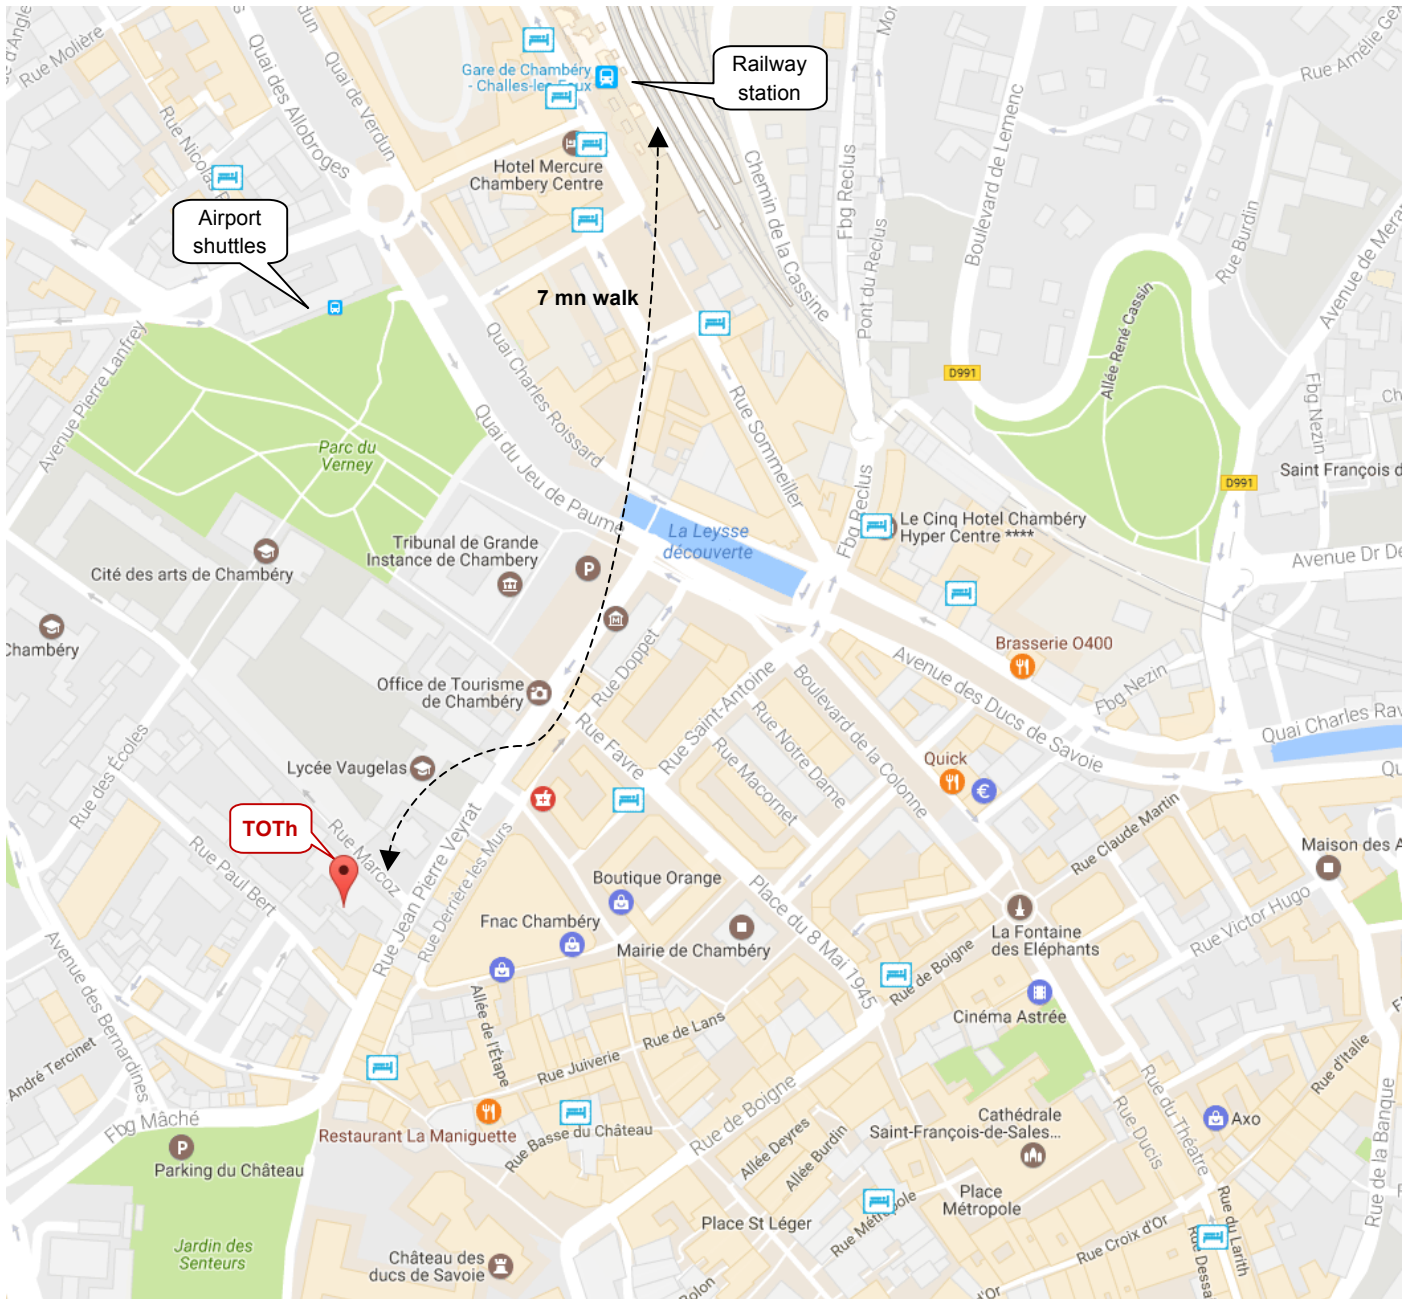 Rue Molière
Quai des Allobroges
Quai de Verdun
Rue Nicolas
Gare de Chambéry
- Challes-les-Eaux
Railway
station
Hotel Mercure
Chambery Centre
Airport
shuttles
7 mn walk
Chemin de la Cassine
Fbg Reclus
Pont du Reclus
Boulevard de Lemenc
Rue Burdin
Rue Amélie Gex
Avenue de Mera
Allée René Cassin
D991
Fbg Nezin
Saint François d
D991
Avenue Dr De
Avenue Pierre Lanfrey
Parc du
Verney
Quai Charles Roissard
Quai du Jeu de Paume
Rue Sommeiller
Fbg Reclus
La Leysse
découverte
Le Cinq Hotel Chambéry
Hyper Centre ****
Tribunal de Grande
Instance de Chambery
P
Cité des arts de Chambéry
Chambéry
Brasserie O400
Fbg Nezin
Avenue des Ducs de Savoie
Quai Charles Rav
Qu
Office de Tourisme
de Chambéry
Rue Doppet
Rue Favre
Rue Saint-Antoine
Rue Macornet
Rue Notre Dame
Boulevard de la Colonne
Quick
€
Rue des Écoles
Lycée Vaugelas
TOTh
Rue Marcoz
Rue Paul Bert
Rue Jean Pierre Veyrat
Rue Derrière les Murs
Rue Claude Martin
Maison des A
Boutique Orange
Fnac Chambéry
Mairie de Chambéry
Place du 8 Mai 1945
La Fontaine
des Eléphants
Rue Victor Hugo
Rue de Boigne
Cinéma Astrée
Avenue des Bernardines
André Tercinet
Allée de l'Étape
Rue de Lans
Rue Juiverie
Rue d'Italie
Rue du Théâtre
Rue Ducis
Rue de la Banque
Fbg Mâché
P
Parking du Château
Restaurant La Maniguette
Rue Basse du Château
Rue de Boigne
Allée Deyres
Allée Burdin
Cathédrale
Saint-François-de-Sales...
Axo
Place
Métropole
Rue Métropole
Place St Léger
Rue Croix d'Or
Rue du Larith
Rue Dessa
Jardin des
Senteurs
Château des
ducs de Savoie
olon
d'Or